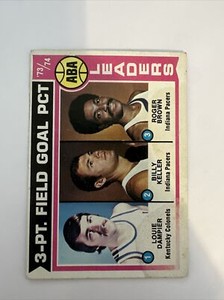 '73/'74
ABA
LEADERS
3-PT. FIELD GOAL PCT
1
LOUIE DAMPIER
Kentucky Colonels
2
BILLY KELLER
Indiana Pacers
3
ROGER BROWN
Indiana Pacers